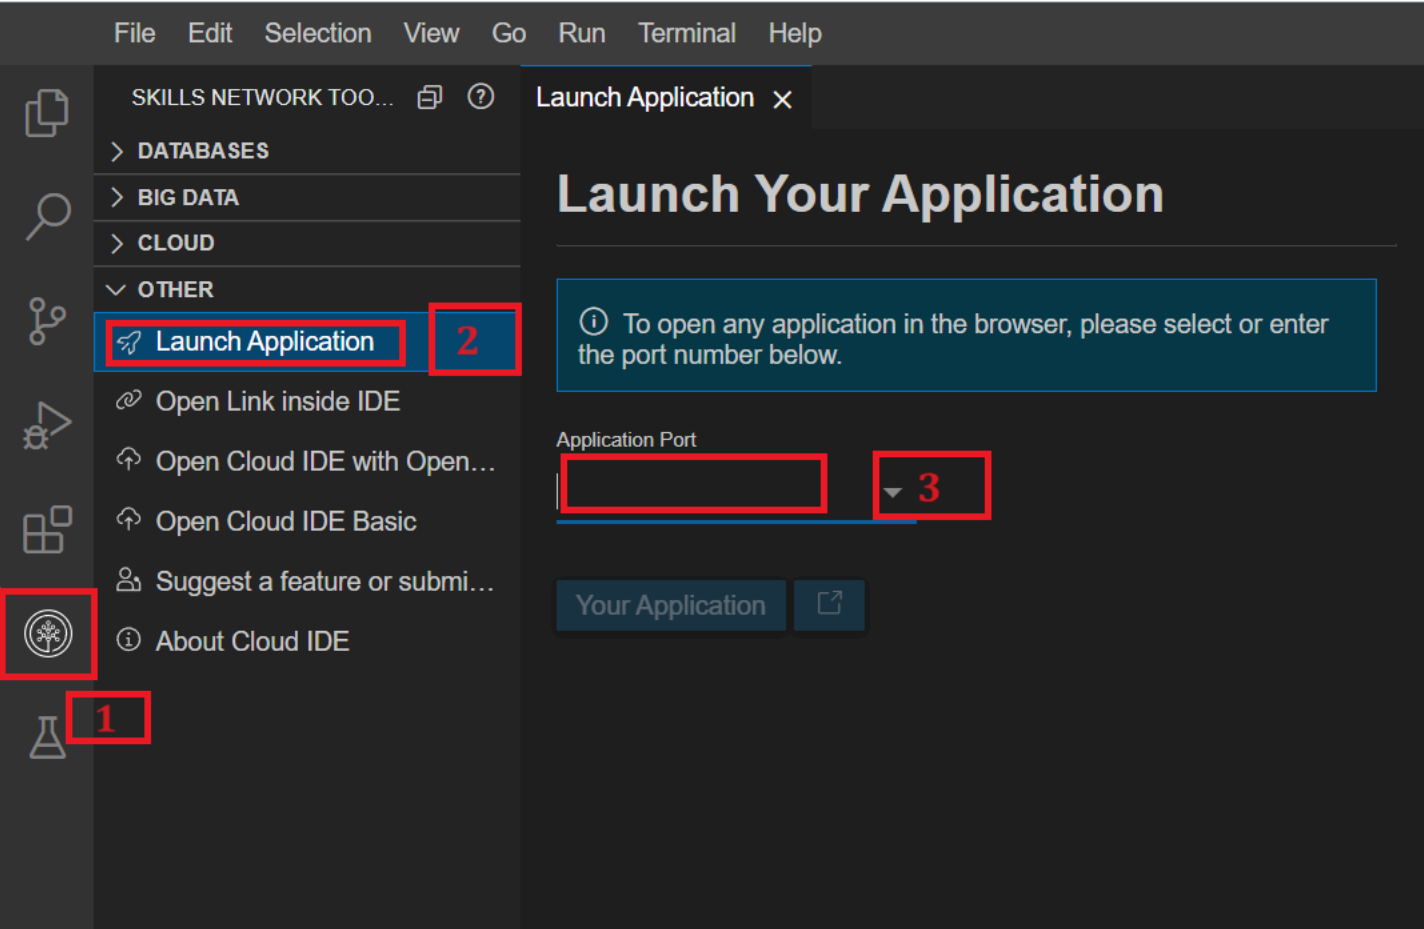 File Edit Selection View Go Run Terminal Help
SKILLS NETWORK TOO...
Launch Application
DATABASES
BIG DATA
CLOUD
OTHER
Launch Application 2
Open Link inside IDE
Open Cloud IDE with Open...
Open Cloud IDE Basic
Suggest a feature or submi...
About Cloud IDE
1
Launch Your Application
To open any application in the browser, please select or enter
the port number below.
Application Port
3
Your Application